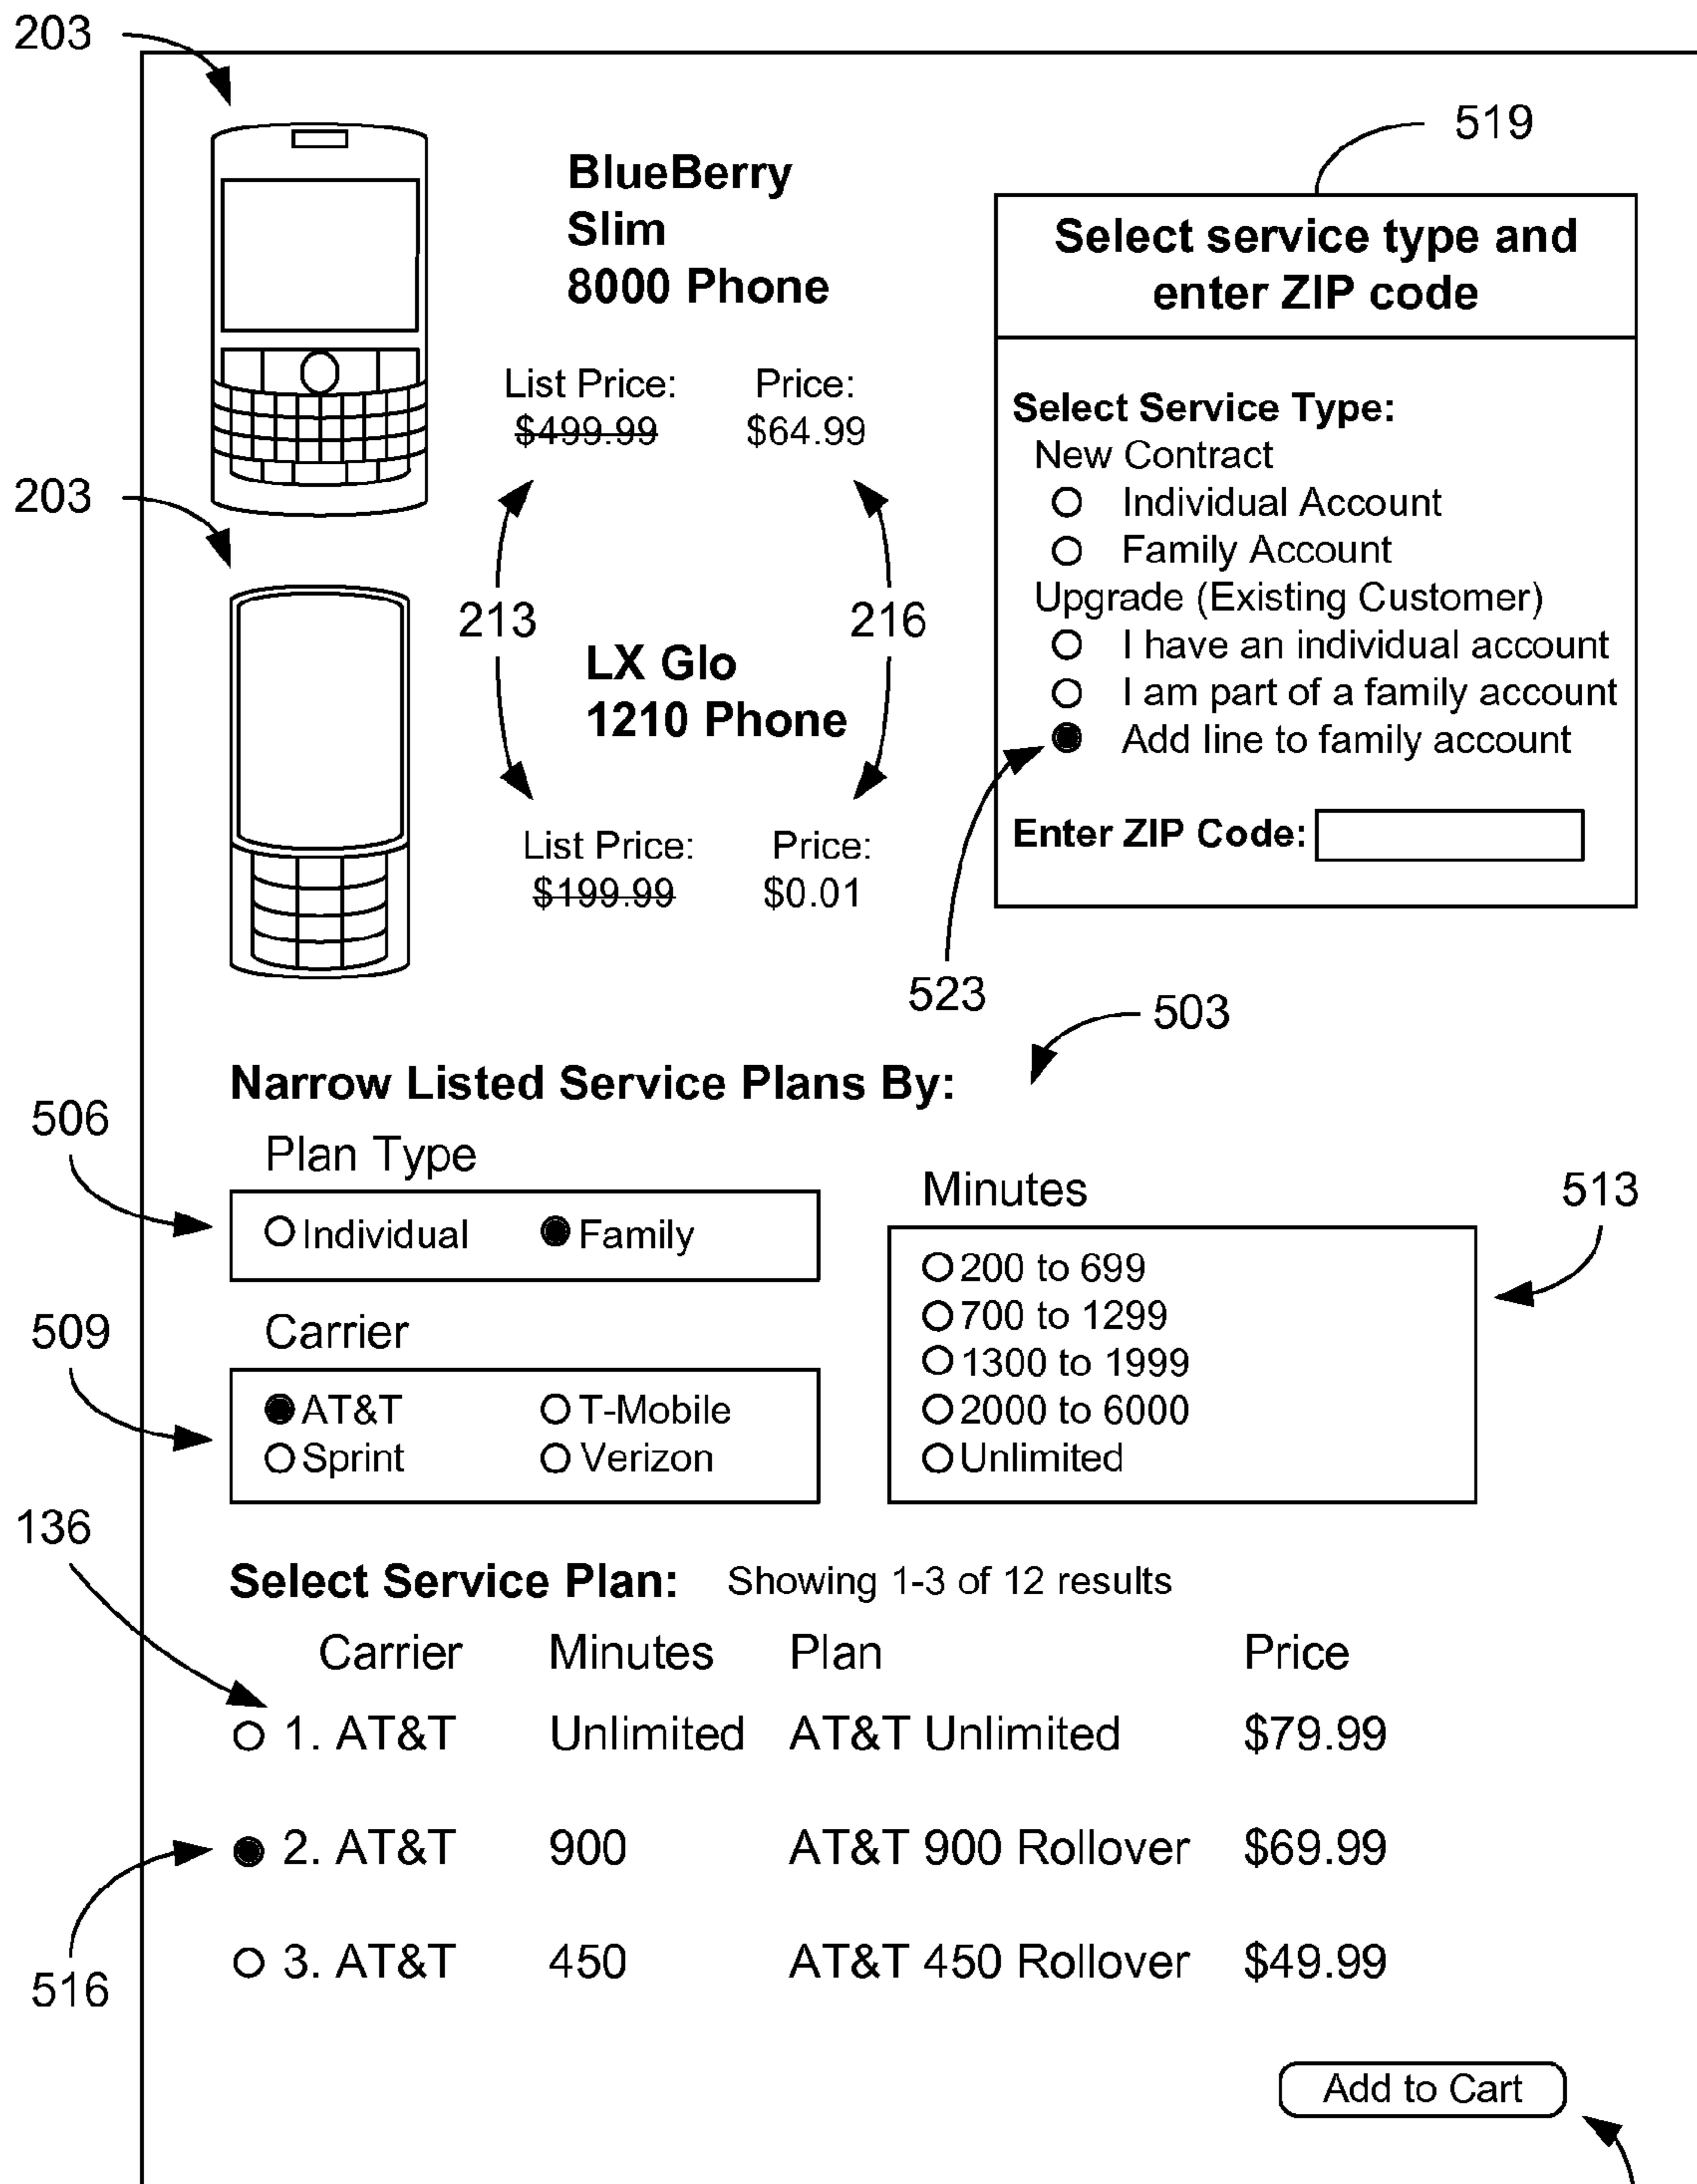 203
519
BlueBerry
Slim
8000 Phone
List Price: Price:
$499.99 $64.99
Select service type and
enter ZIP code
Select Service Type:
New Contract
Individual Account
Family Account
Upgrade (Existing Customer)
I have an individual account
I am part of a family account
Add line to family account
Enter ZIP Code:
203
213
216
LX Glo
1210 Phone
List Price: Price:
$199.99 $0.01
523
503
Narrow Listed Service Plans By:
506
Plan Type
Individual Family
Minutes
513
200 to 699
700 to 1299
1300 to 1999
2000 to 6000
Unlimited
509
Carrier
AT&T T-Mobile
Sprint Verizon
136
Select Service Plan: Showing 1-3 of 12 results
Carrier Minutes Plan Price
1. AT&T Unlimited AT&T Unlimited $79.99
2. AT&T 900 AT&T 900 Rollover $69.99
3. AT&T 450 AT&T 450 Rollover $49.99
516
Add to Cart